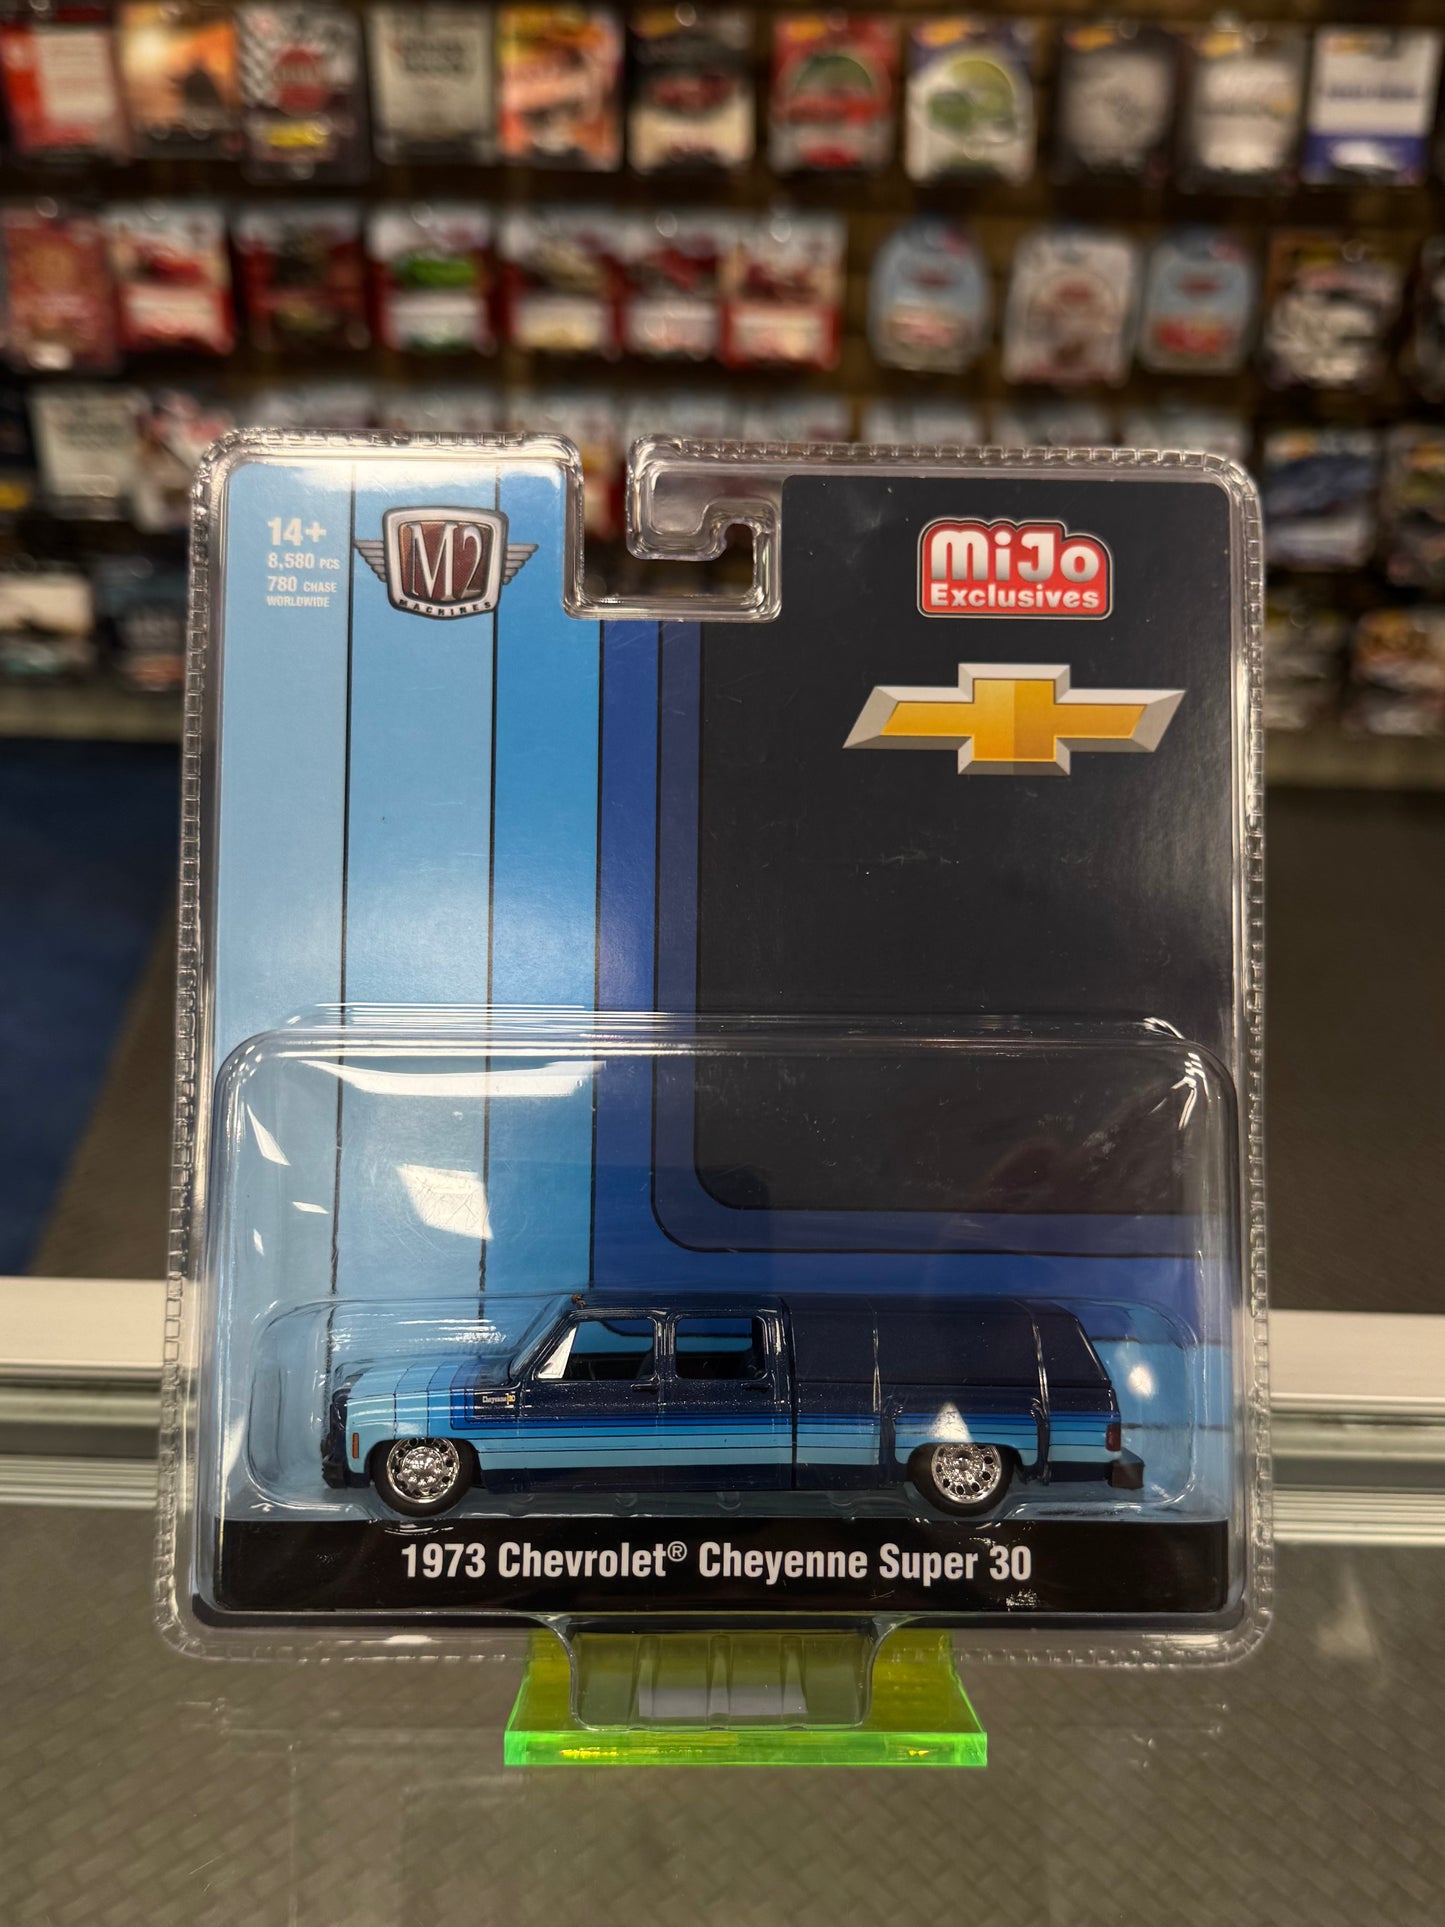 14+
8,580 PCS
780 CHASE
WORLDWIDE
M2
MACHINES
MiJo
Exclusives
Cheyenne 30
1973 Chevrolet® Cheyenne Super 30